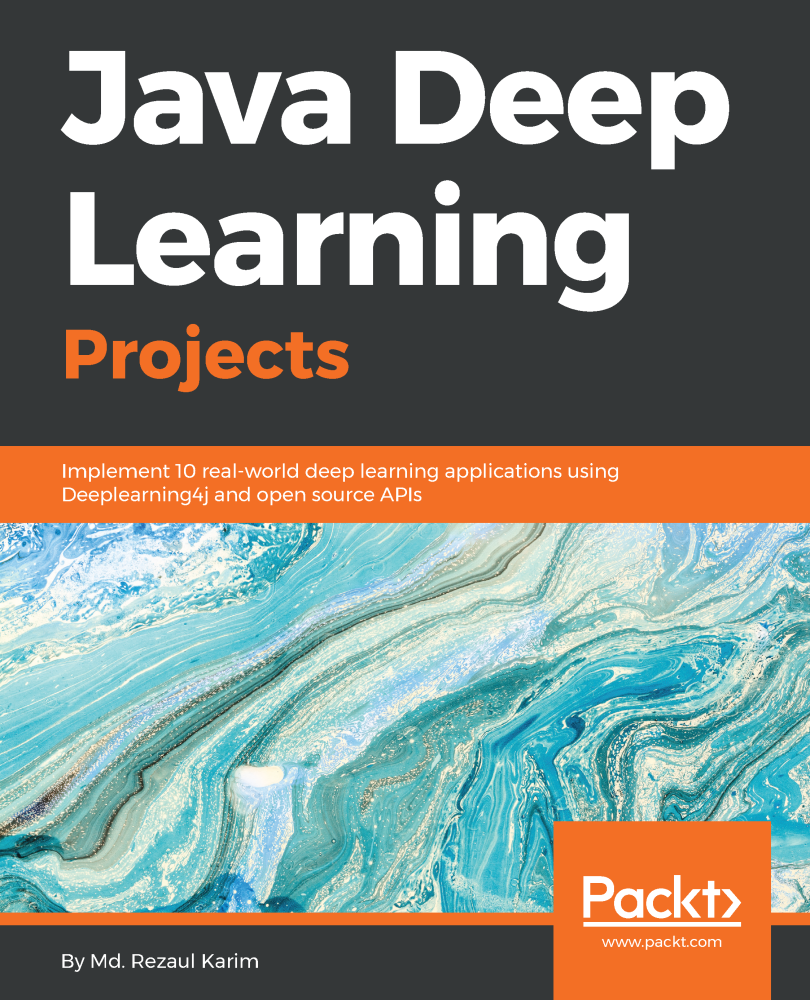 Java Deep
Learning
Projects
Implement 10 real-world deep learning applications using
Deeplearning4j and open source APIs
Packt>
www.packt.com
By Md. Rezaul Karim